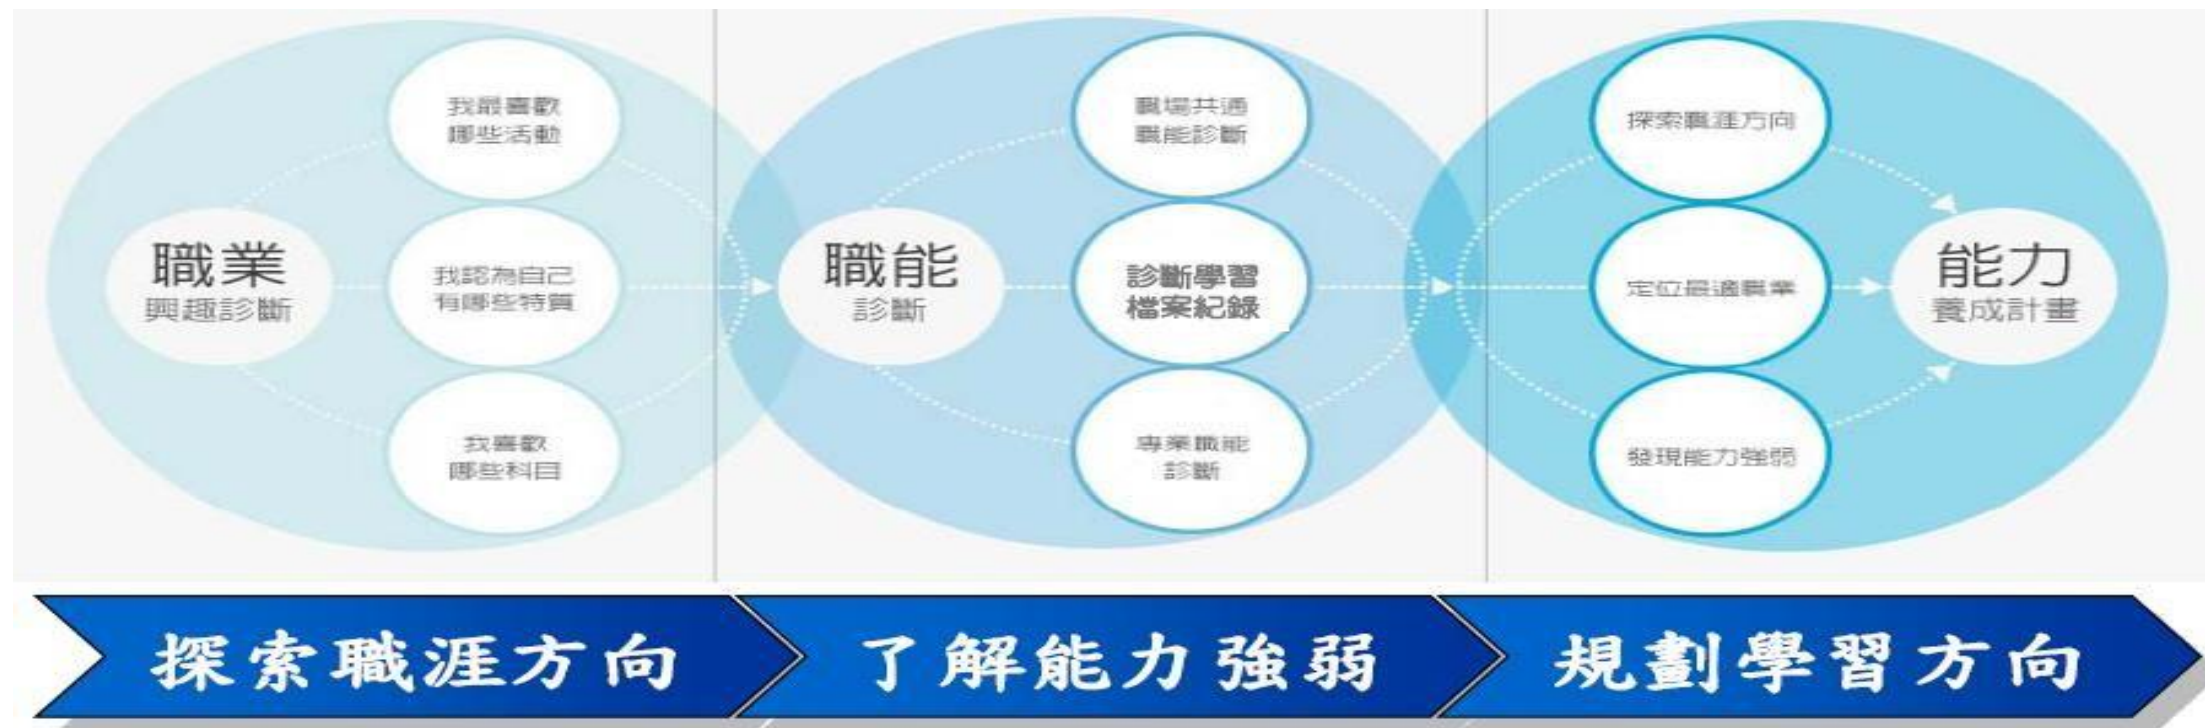 職業
興趣診斷
我最喜歡
哪些活動
我認為自己
有哪些特質
我喜歡
哪些科目
職能
診斷
職場共通
職能診斷
診斷學習
檔案紀錄
專業職能
診斷
探索職涯方向
定位最適職業
發現能力強弱
能力
養成計畫
探索職涯方向
了解能力強弱
規劃學習方向